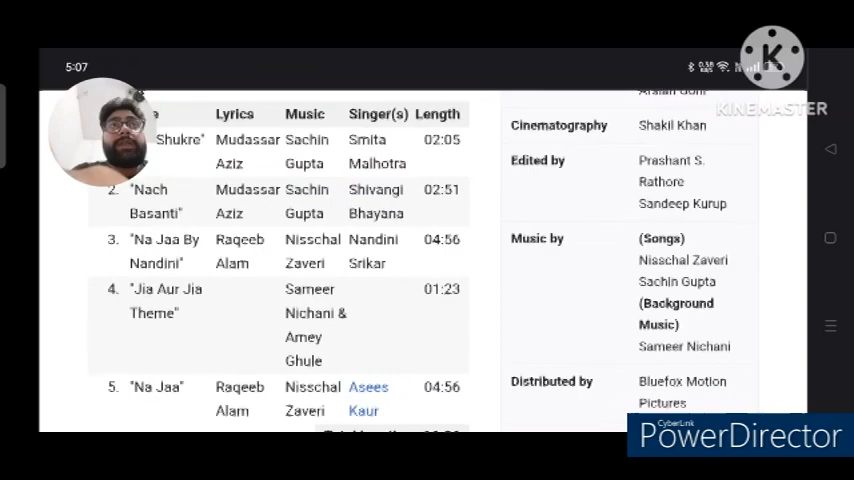 5:07
0.58
KB/S
KINEMASTER
K
Lyrics Music Singer(s) Length
Shukre" Mudassar Sachin Smita 02:05
Aziz Gupta Malhotra
2. "Nach Mudassar Sachin Shivangi 02:51
Basanti" Aziz Gupta Bhayana
3. "Na Jaa By Raqeeb Nisschal Nandini 04:56
Nandini" Alam Zaveri Srikar
4. "Jia Aur Jia Sameer 01:23
Theme" Nichani &
Amey
Ghule
5. "Na Jaa" Raqeeb Nisschal Asees 04:56
Alam Zaveri Kaur
Cinematography Shakil Khan
Edited by Prashant S.
Rathore
Sandeep Kurup
Music by (Songs)
Nisschal Zaveri
Sachin Gupta
(Background
Music)
Sameer Nichani
Distributed by Bluefox Motion
Pictures
CyberLink
PowerDirector